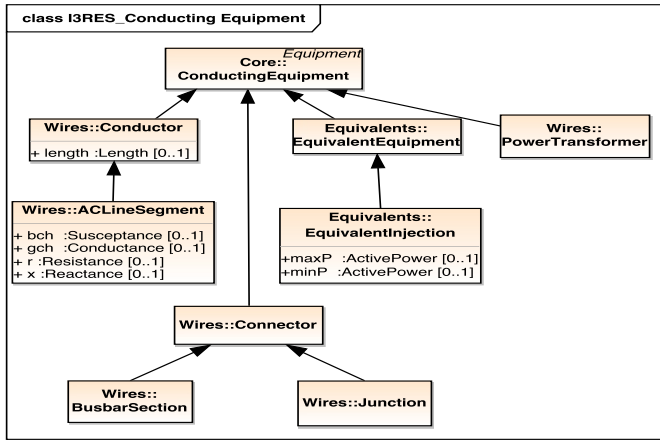 class I3RES_Conducting Equipment
Equipment
Core::
ConductingEquipment
Wires::Conductor
+ length :Length [0..1]
Equivalents::
EquivalentEquipment
Wires::
PowerTransformer
Wires::ACLineSegment
+ bch :Susceptance [0..1]
+ gch :Conductance [0..1]
+ r :Resistance [0..1]
+ x :Reactance [0..1]
Equivalents::
EquivalentInjection
+maxP :ActivePower [0..1]
+minP :ActivePower [0..1]
Wires::Connector
Wires::
BusbarSection
Wires::Junction